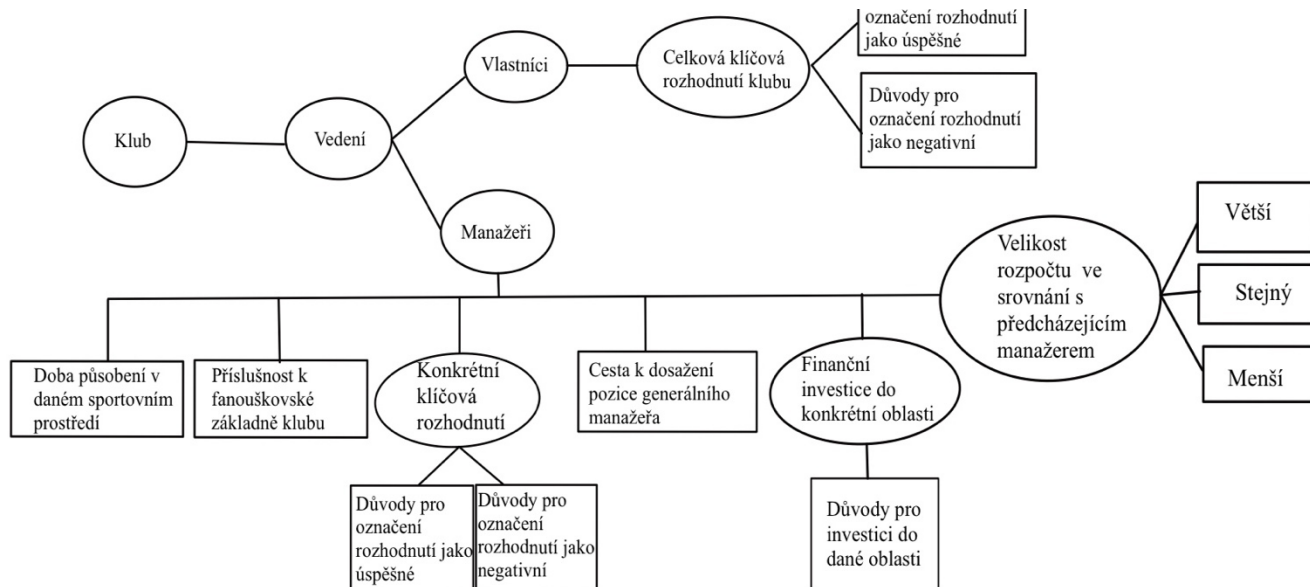 označení rozhodnutí
jako úspěšné
Vlastníci
Celková klíčová
rozhodnutí klubu
Důvody pro
označení rozhodnutí
jako negativní
Klub
Vedení
Manažeři
Velikost
rozpočtu ve
srovnání s
předcházejícím
manažerem
Větší
Stejný
Menší
Doba působení v
daném sportovním
prostředí
Příslušnost k
fanouškovské
základně klubu
Konkrétní
klíčová
rozhodnutí
Cesta k dosažení
pozice generálního
manažeřa
Finanční
investice do
konkrétní oblasti
Důvody pro
označení
rozhodnutí jako
úspěšné
Důvody pro
označení
rozhodnutí jako
negativní
Důvody pro
investici do
dané oblasti